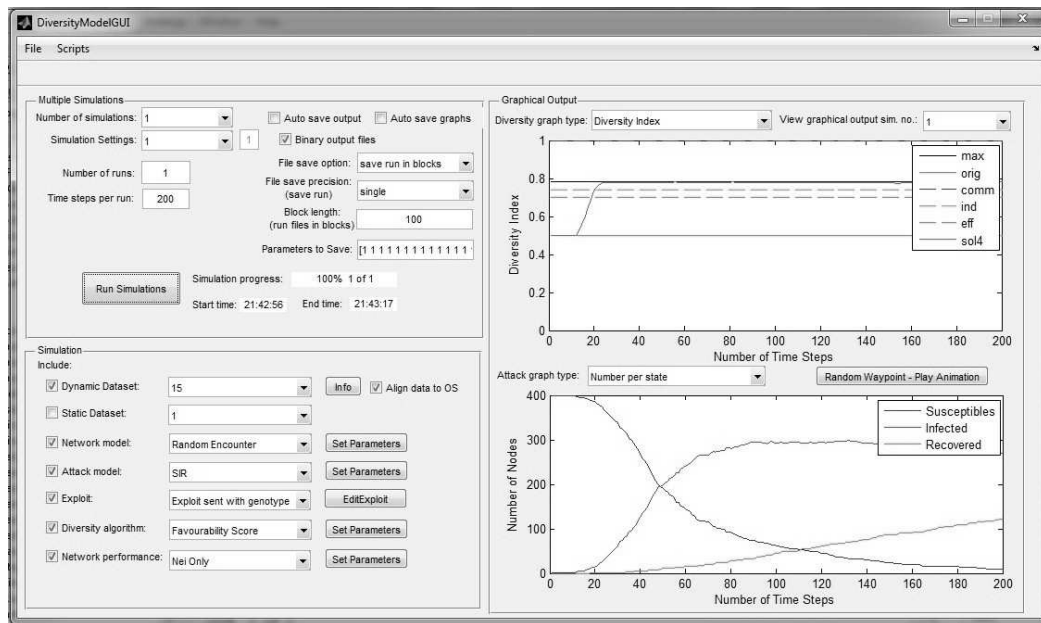 DiversityModelGUI
File Scripts
Multiple Simulations
Number of simulations: 1
Auto save output
Auto save graphs
Simulation Settings: 1 1
Binary output files
File save option: save run in blocks
Number of runs: 1
File save precision:
(save run)
single
Time steps per run: 200
Block length:
(run files in blocks)
100
Parameters to Save: [1 1 1 1 1 1 1 1 1 1 1 1 1
Run Simulations
Simulation progress: 100% 1 of 1
Start time: 21:42:56 End time: 21:43:17
Simulation
Include:
Dynamic Dataset: 15 Info Align data to OS
Static Dataset: 1
Network model: Random Encounter Set Parameters
Attack model: SIR Set Parameters
Exploit: Exploit sent with genotype EditExploit
Diversity algorithm: Favourability Score Set Parameters
Network performance: Nei Only Set Parameters
Graphical Output
Diversity graph type: Diversity Index View graphical output sim. no.: 1
1
0.8
0.6
0.4
0.2
0
Diversity Index
max
orig
comm
ind
eff
sol4
0 20 40 60 80 100 120 140 160 180 200
Number of Time Steps
Attack graph type: Number per state Random Waypoint - Play Animation
400
300
200
100
0
Number of Nodes
Susceptibles
Infected
Recovered
0 20 40 60 80 100 120 140 160 180 200
Number of Time Steps